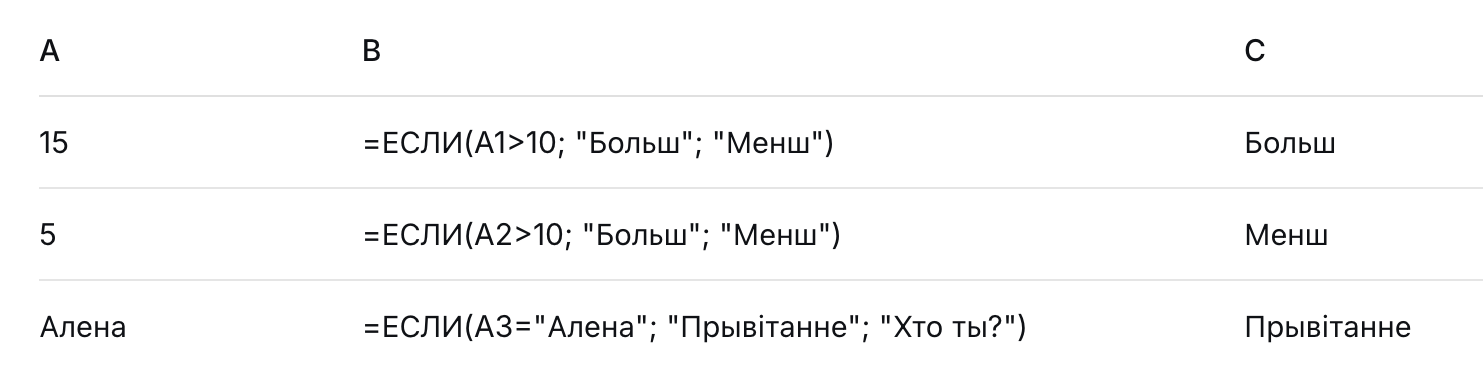 A B C
15 =ЕСЛИ(A1>10; "Больш"; "Менш") Больш
5 =ЕСЛИ(A2>10; "Больш"; "Менш") Менш
Алена =ЕСЛИ(A3="Алена"; "Прывітанне"; "Хто ты?") Прывітанне